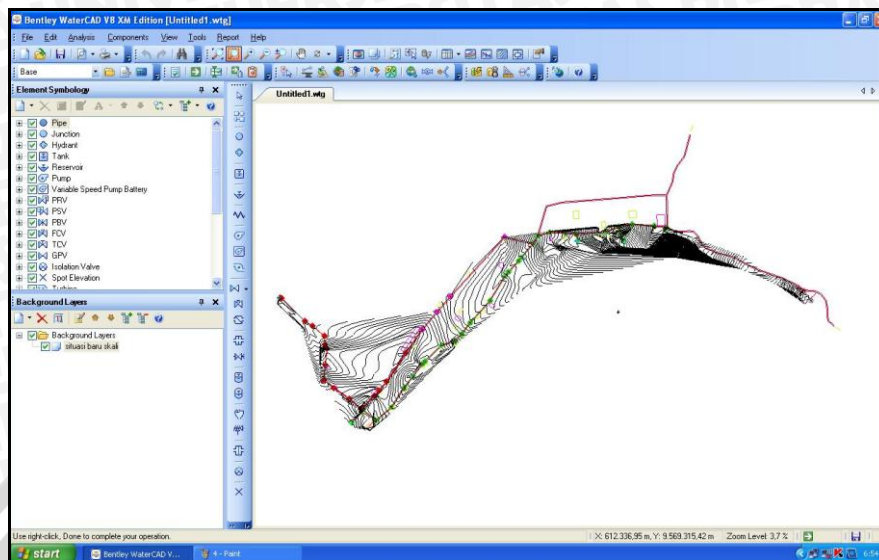 Bentley WaterCAD V8 XM Edition [Untitled1.wtg]
File Edit Analysis Components View Tools Report Help
Base
Element Symbology
Untitled1.wtg
Pipe
Junction
Hydrant
Tank
Reservoir
Pump
Variable Speed Pump Battery
PRV
PSV
PBV
FCV
TCV
GPV
Isolation Valve
Spot Elevation
Turbine
Background Layers
Background Layers
situasi baru skali
Use right-click, Done to complete your operation.
X: 612.336,95 m, Y: 9.569.315,42 m Zoom Level: 3,7 %
start
Bentley WaterCAD V...
4 - Paint
6:54